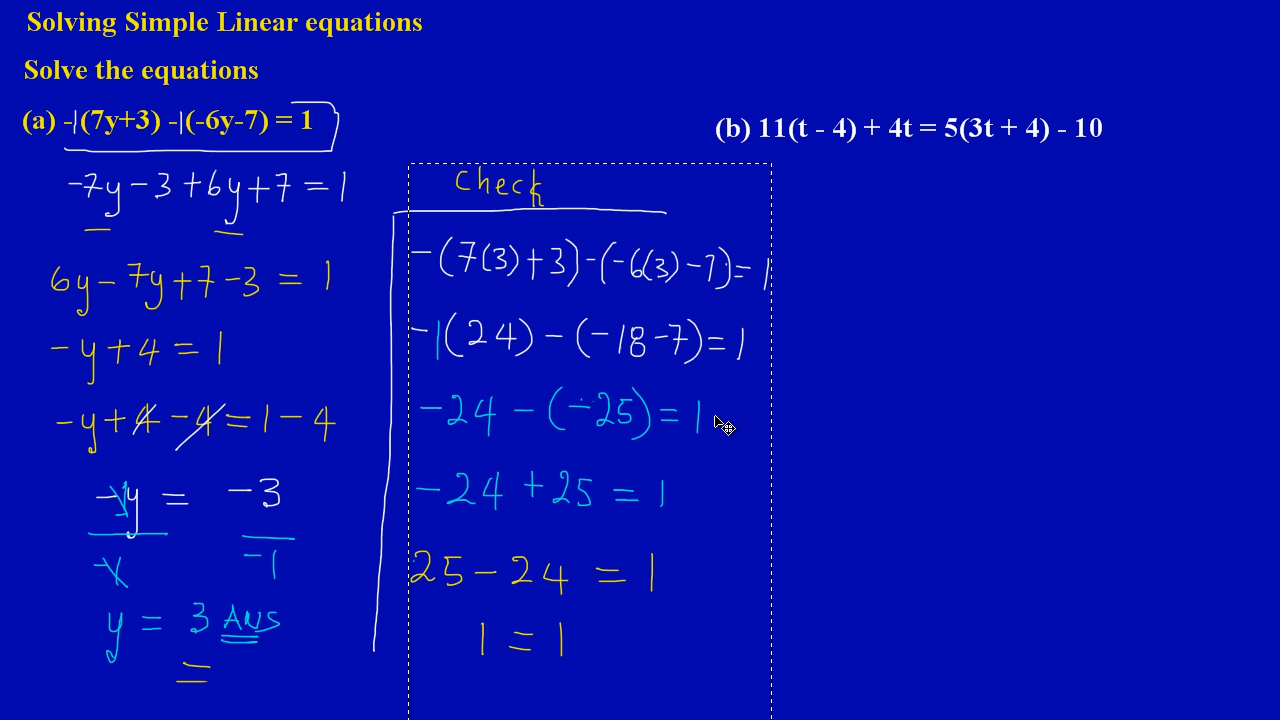 Solving Simple Linear equations
Solve the equations
(a) -1(7y+3) -1(-6y-7) = 1
-7y - 3 + 6y + 7 = 1
6y - 7y + 7 - 3 = 1
-y + 4 = 1
-y + 4 - 4 = 1 - 4
-1y = -3
-1 -1
y = 3 Ans
Check
-(7(3) + 3) - (-6(3) - 7) = 1
-1(24) - (-18 - 7) = 1
-24 - (-25) = 1
-24 + 25 = 1
25 - 24 = 1
1 = 1
(b) 11(t - 4) + 4t = 5(3t + 4) - 10